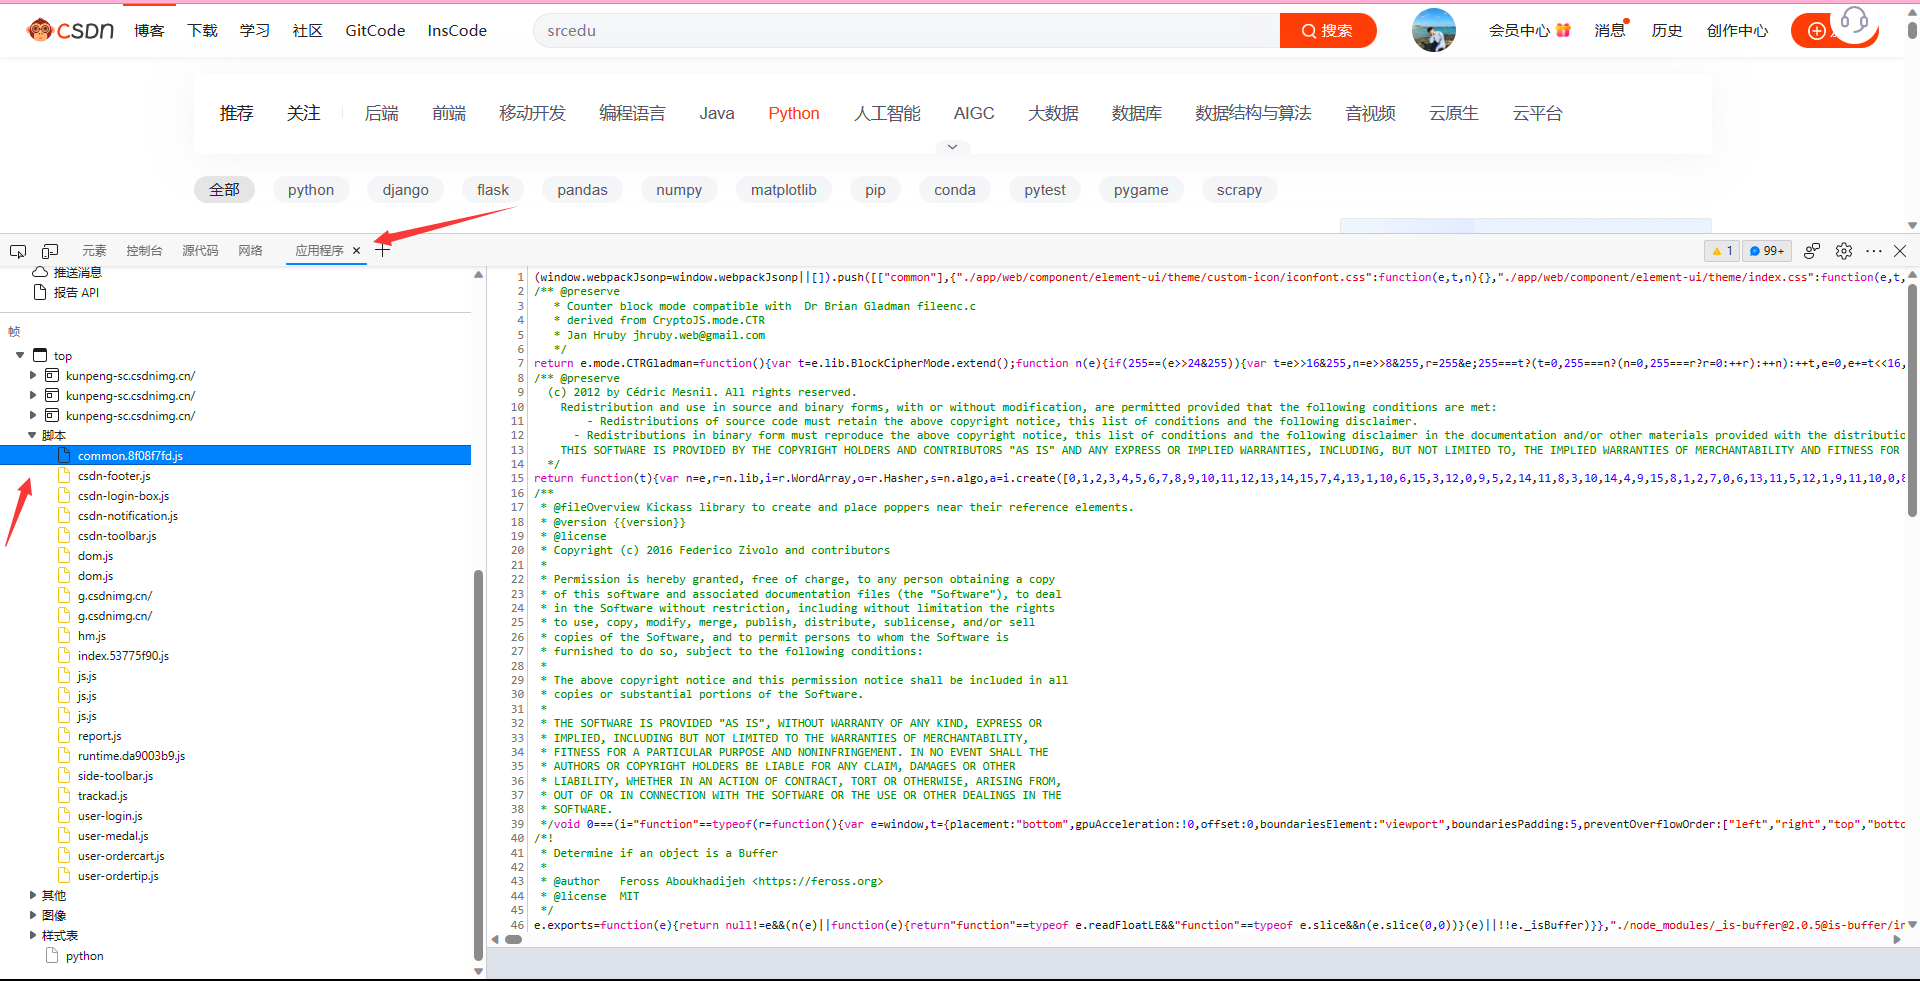 CSDN 博客 下载 学习 社区 GitCode InsCode srcedu 搜索 会员中心 消息 历史 创作中心
推荐 关注 后端 前端 移动开发 编程语言 Java Python 人工智能 AIGC 大数据 数据库 数据结构与算法 音视频 云原生 云平台
全部 python django flask pandas numpy matplotlib pip conda pytest pygame scrapy
元素 控制台 源代码 网络 应用程序 × + 1 99+
推送消息
报告 API
帧
top
kunpeng-sc.csdnimg.cn/
kunpeng-sc.csdnimg.cn/
kunpeng-sc.csdnimg.cn/
脚本
common.8f08f7fd.js
csdn-footer.js
csdn-login-box.js
csdn-notification.js
csdn-toolbar.js
dom.js
dom.js
g.csdnimg.cn/
g.csdnimg.cn/
hm.js
index.53775f90.js
js.js
js.js
js.js
report.js
runtime.da9003b9.js
side-toolbar.js
trackad.js
user-login.js
user-medal.js
user-ordercart.js
user-ordertip.js
其他
图像
样式表
python
1 (window.webpackJsonp=window.webpackJsonp||[]).push([["common"],{"./app/web/component/element-ui/theme/custom-icon/iconfont.css":function(e,t,n){},"./app/web/component/element-ui/theme/index.css":function(e,t,
2 /** @preserve
3 * Counter block mode compatible with Dr Brian Gladman fileenc.c
4 * derived from CryptoJS.mode.CTR
5 * Jan Hruby jhruby.web@gmail.com
6 */
7 return e.mode.CTRGladman=function(){var t=e.lib.BlockCipherMode.extend();function n(e){if(255==(e>>24&255)){var t=e>>16&255,n=e>>8&255,r=255&e;255===t?(t=0,255===n?(n=0,255===r?r=0:++r):++n):++t,e=0,e+=t<<16,
8 /** @preserve
9 (c) 2012 by Cédric Mesnil. All rights reserved.
10 Redistribution and use in source and binary forms, with or without modification, are permitted provided that the following conditions are met:
11 - Redistributions of source code must retain the above copyright notice, this list of conditions and the following disclaimer.
12 - Redistributions in binary form must reproduce the above copyright notice, this list of conditions and the following disclaimer in the documentation and/or other materials provided with the distributio
13 THIS SOFTWARE IS PROVIDED BY THE COPYRIGHT HOLDERS AND CONTRIBUTORS "AS IS" AND ANY EXPRESS OR IMPLIED WARRANTIES, INCLUDING, BUT NOT LIMITED TO, THE IMPLIED WARRANTIES OF MERCHANTABILITY AND FITNESS FOR
14 */
15 return function(t){var n=e,r=n.lib,i=r.WordArray,o=r.Hasher,s=n.algo,a=i.create([0,1,2,3,4,5,6,7,8,9,10,11,12,13,14,15,7,4,13,1,10,6,15,3,12,0,9,5,2,14,11,8,3,10,14,4,9,15,8,1,2,7,0,6,13,11,5,12,1,9,11,10,0,8
16 /**
17 * @fileOverview Kickass library to create and place poppers near their reference elements.
18 * @version {{version}}
19 * @license
20 * Copyright (c) 2016 Federico Zivolo and contributors
21 *
22 * Permission is hereby granted, free of charge, to any person obtaining a copy
23 * of this software and associated documentation files (the "Software"), to deal
24 * in the Software without restriction, including without limitation the rights
25 * to use, copy, modify, merge, publish, distribute, sublicense, and/or sell
26 * copies of the Software, and to permit persons to whom the Software is
27 * furnished to do so, subject to the following conditions:
28 *
29 * The above copyright notice and this permission notice shall be included in all
30 * copies or substantial portions of the Software.
31 *
32 * THE SOFTWARE IS PROVIDED "AS IS", WITHOUT WARRANTY OF ANY KIND, EXPRESS OR
33 * IMPLIED, INCLUDING BUT NOT LIMITED TO THE WARRANTIES OF MERCHANTABILITY,
34 * FITNESS FOR A PARTICULAR PURPOSE AND NONINFRINGEMENT. IN NO EVENT SHALL THE
35 * AUTHORS OR COPYRIGHT HOLDERS BE LIABLE FOR ANY CLAIM, DAMAGES OR OTHER
36 * LIABILITY, WHETHER IN AN ACTION OF CONTRACT, TORT OR OTHERWISE, ARISING FROM,
37 * OUT OF OR IN CONNECTION WITH THE SOFTWARE OR THE USE OR OTHER DEALINGS IN THE
38 * SOFTWARE.
39 */void 0===(i="function"==typeof(r=function(){var e=window,t={placement:"bottom",gpuAcceleration:!0,offset:0,boundariesElement:"viewport",boundariesPadding:5,preventOverflowOrder:["left","right","top","botto
40 /*!
41 * Determine if an object is a Buffer
42 *
43 * @author Feross Aboukhadijeh <https://feross.org>
44 * @license MIT
45 */
46 e.exports=function(e){return null!=e&&(n(e)||function(e){return"function"==typeof e.readFloatLE&&"function"==typeof e.slice&&n(e.slice(0,0))}(e)||!!e._isBuffer)}},"./node_modules/_is-buffer@2.0.5@is-buffer/in